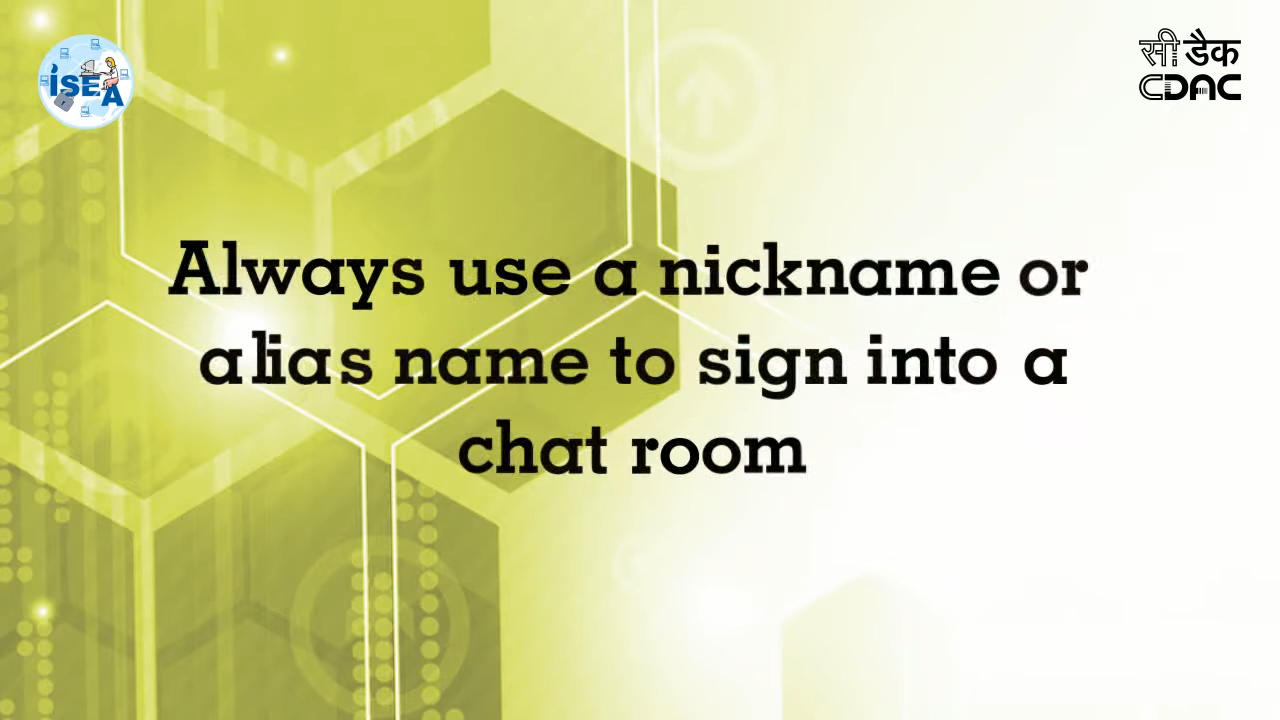 iSEA
सी डैक
CDAC
Always use a nickname or
alias name to sign into a
chat room